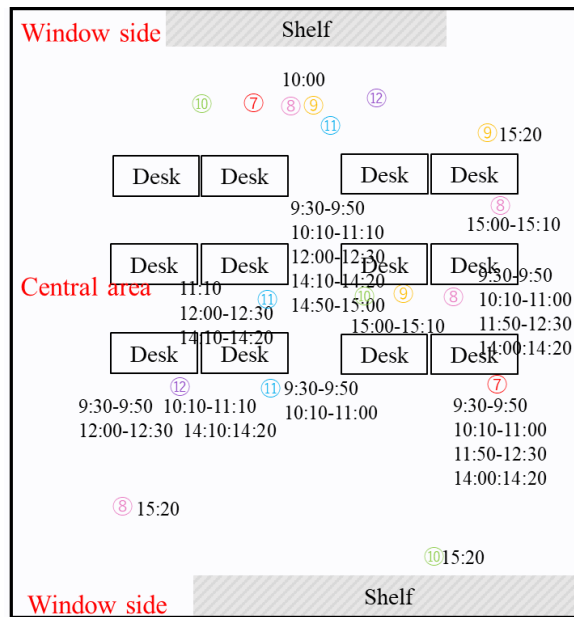 Window side
Shelf
10:00
⑩
⑦
⑧
⑨
⑫
⑪
⑨ 15:20
Desk
Desk
Desk
Desk
⑧
15:00-15:10
9:30-9:50
10:10-11:10
12:00-12:30
14:10-14:20
14:50-15:00
Desk
Desk
Desk
Desk
Central area
11:10
12:00-12:30
14:10-14:20
⑪
⑩
⑨
15:00-15:10
⑧
9:30-9:50
10:10-11:00
11:50-12:30
14:00:14:20
Desk
Desk
Desk
Desk
⑫
9:30-9:50 10:10-11:10
12:00-12:30 14:10:14:20
⑪ 9:30-9:50
10:10-11:00
⑦
9:30-9:50
10:10-11:00
11:50-12:30
14:00:14:20
⑧ 15:20
⑩ 15:20
Window side
Shelf